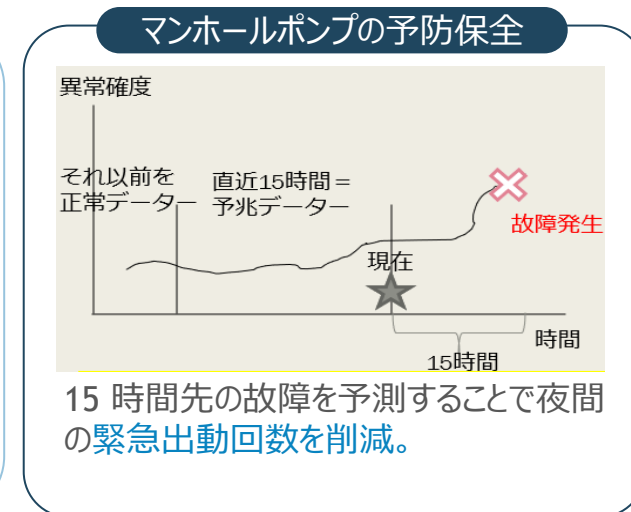 マンホールポンプの予防保全
異常確度
それ以前を
正常データー
直近15時間＝
予兆データー
故障発生
現在
時間
15時間
15 時間先の故障を予測することで夜間
の緊急出動回数を削減。